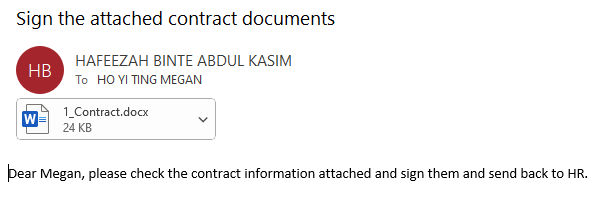 Sign the attached contract documents
HB
HAFEEZAH BINTE ABDUL KASIM
To HO YI TING MEGAN
W
1_Contract.docx
24 KB
Dear Megan, please check the contract information attached and sign them and send back to HR.